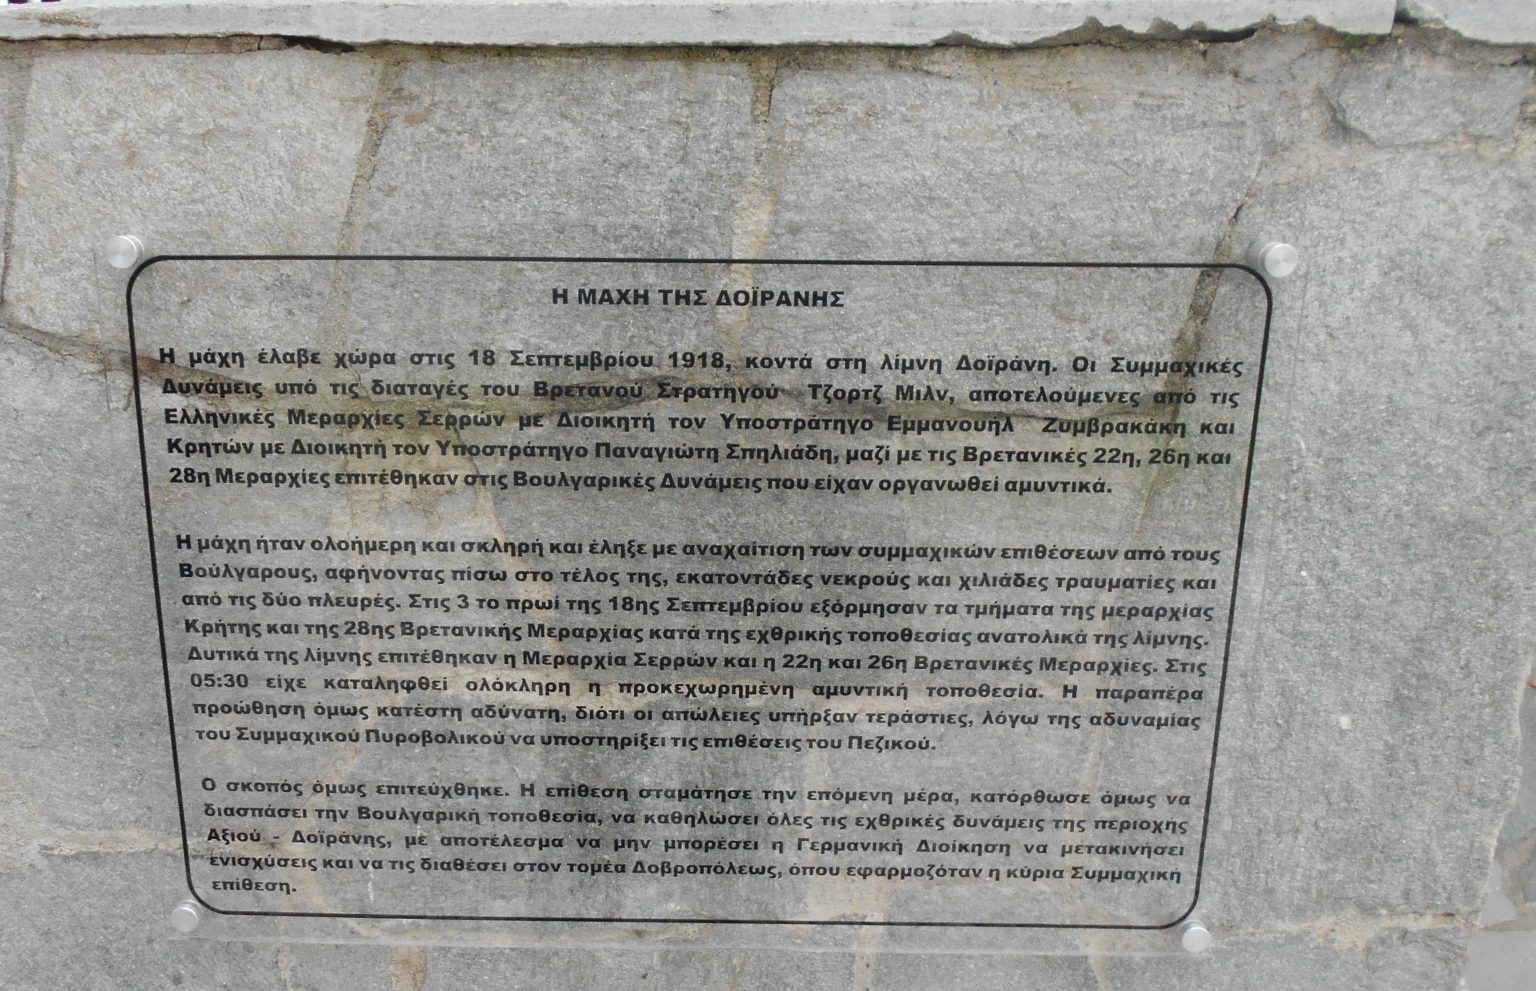 Η ΜΑΧΗ ΤΗΣ ΔΟΪΡΑΝΗΣ
Η μάχη έλαβε χώρα στις 18 Σεπτεμβρίου 1918, κοντά στη λίμνη Δοϊράνη. Οι Συμμαχικές
Δυνάμεις υπό τις διαταγές του Βρετανού Στρατηγού Τζορτζ Μιλν, αποτελούμενες από τις
Ελληνικές Μεραρχίες Σερρών με Διοικητή τον Υποστράτηγο Εμμανουήλ Ζυμβρακάκη και
Κρητών με Διοικητή τον Υποστράτηγο Παναγιώτη Σπηλιάδη, μαζί με τις Βρετανικές 22η, 26η και
28η Μεραρχίες επιτέθηκαν στις Βουλγαρικές Δυνάμεις που είχαν οργανωθεί αμυντικά.
Η μάχη ήταν ολοήμερη και σκληρή και έληξε με αναχαίτιση των συμμαχικών επιθέσεων από τους
Βούλγαρους, αφήνοντας πίσω στο τέλος της, εκατοντάδες νεκρούς και χιλιάδες τραυματίες και
από τις δύο πλευρές. Στις 3 το πρωί της 18ης Σεπτεμβρίου εξόρμησαν τα τμήματα της μεραρχίας
Κρήτης και της 28ης Βρετανικής Μεραρχίας κατά της εχθρικής τοποθεσίας ανατολικά της λίμνης.
Δυτικά της λίμνης επιτέθηκαν η Μεραρχία Σερρών και η 22η και 26η Βρετανικές Μεραρχίες. Στις
05:30 είχε καταληφθεί ολόκληρη η προκεχωρημένη αμυντική τοποθεσία. Η παραπέρα
προώθηση όμως κατέστη αδύνατη, διότι οι απώλειες υπήρξαν τεράστιες, λόγω της αδυναμίας
του Συμμαχικού Πυροβολικού να υποστηρίξει τις επιθέσεις του Πεζικού.
Ο σκοπός όμως επιτεύχθηκε. Η επίθεση σταμάτησε την επόμενη μέρα, κατόρθωσε όμως να
διασπάσει την Βουλγαρική τοποθεσία, να καθηλώσει όλες τις εχθρικές δυνάμεις της περιοχής
Αξιού - Δοϊράνης, με αποτέλεσμα να μην μπορέσει η Γερμανική Διοίκηση να μετακινήσει
ενισχύσεις και να τις διαθέσει στον τομέα Δοβροπόλεως, όπου εφαρμοζόταν η κύρια Συμμαχική
επίθεση.